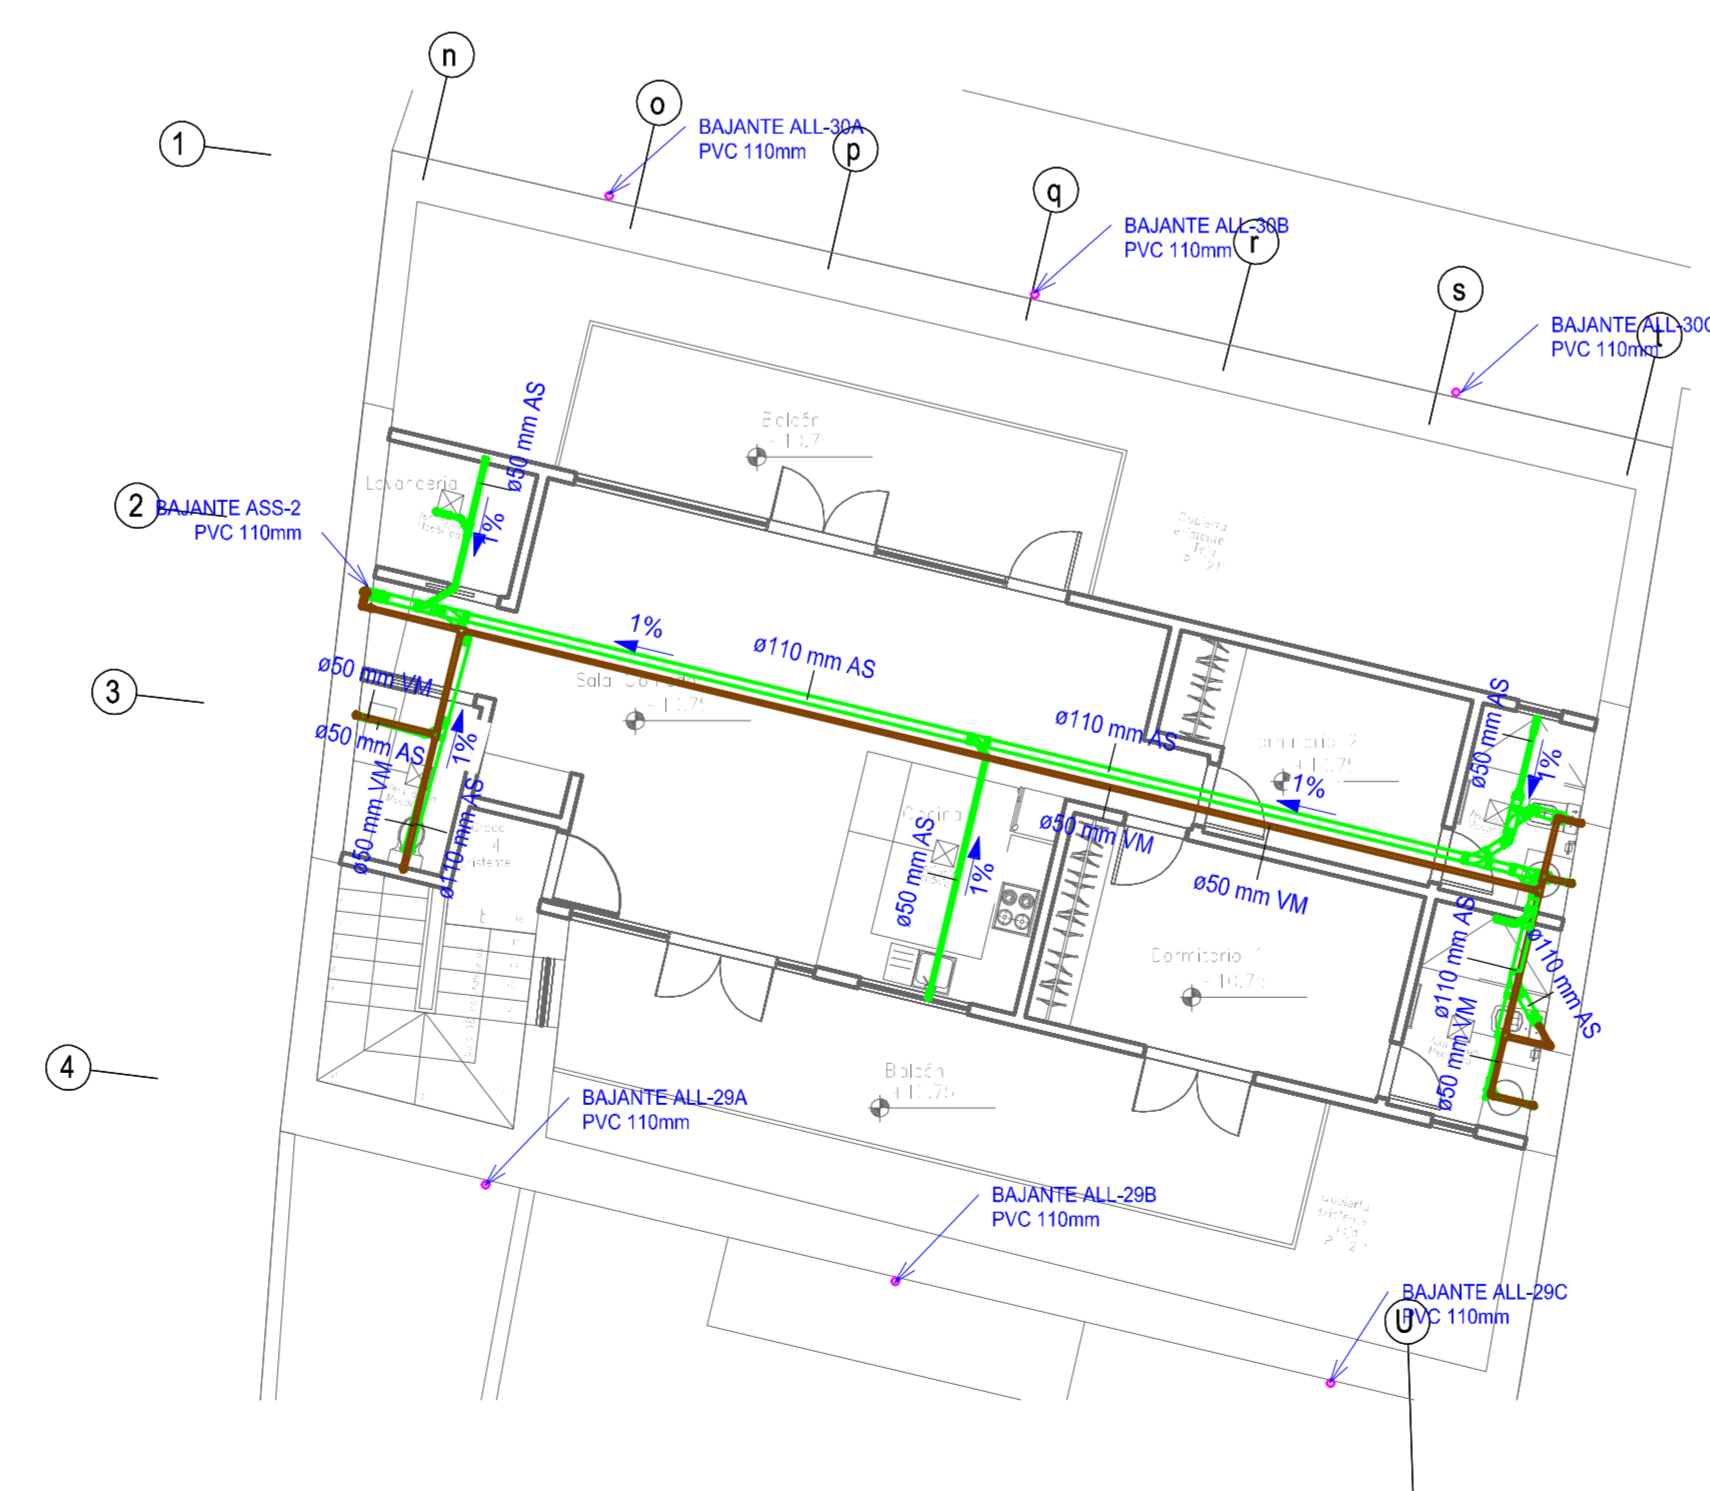 n
o
BAJANTE ALL-30A
PVC 110mm
p
1
q
BAJANTE ALL-30B
PVC 110mm
r
s
BAJANTE ALL-30C
PVC 110mm
t
ø50 mm AS
1%
Balcón
Lavandería
2
BAJANTE ASS-2
PVC 110mm
ø110 mm AS
1%
3
ø50 mm VM
ø50 mm AS
1%
ø50 mm VM
ø110 mm AS
ø110 mm AS
1%
ø50 mm AS
1%
Cocina
ø50 mm AS
1%
ø50 mm VM
ø50 mm VM
Dormitorio 1
ø110 mm AS
ø110 mm AS
ø50 mm VM
4
Balcón
BAJANTE ALL-29A
PVC 110mm
BAJANTE ALL-29B
PVC 110mm
BAJANTE ALL-29C
PVC 110mm
U